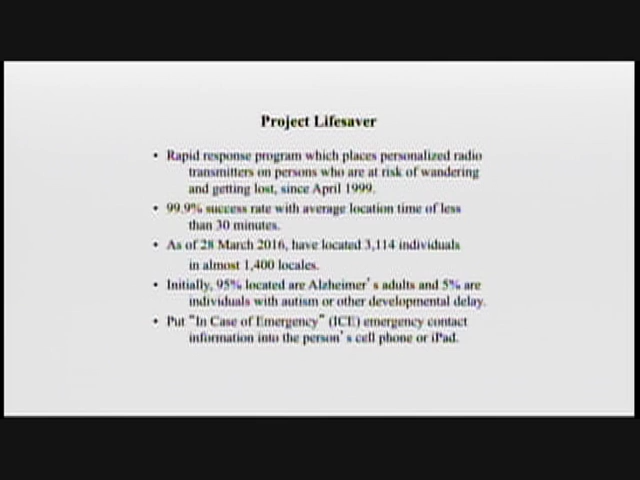 Project Lifesaver
• Rapid response program which places personalized radio
transmitters on persons who are at risk of wandering
and getting lost, since April 1999.
• 99.9% success rate with average location time of less
than 30 minutes.
• As of 28 March 2016, have located 3,114 individuals
in almost 1,400 locales.
• Initially, 95% located are Alzheimer's adults and 5% are
individuals with autism or other developmental delay.
• Put "In Case of Emergency" (ICE) emergency contact
information into the person's cell phone or iPad.